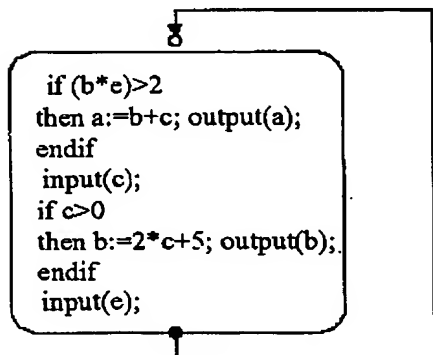 if (b*e)>2
then a:=b+c; output(a);
endif
input(c);
if c>0
then b:=2*c+5; output(b);
endif
input(e);